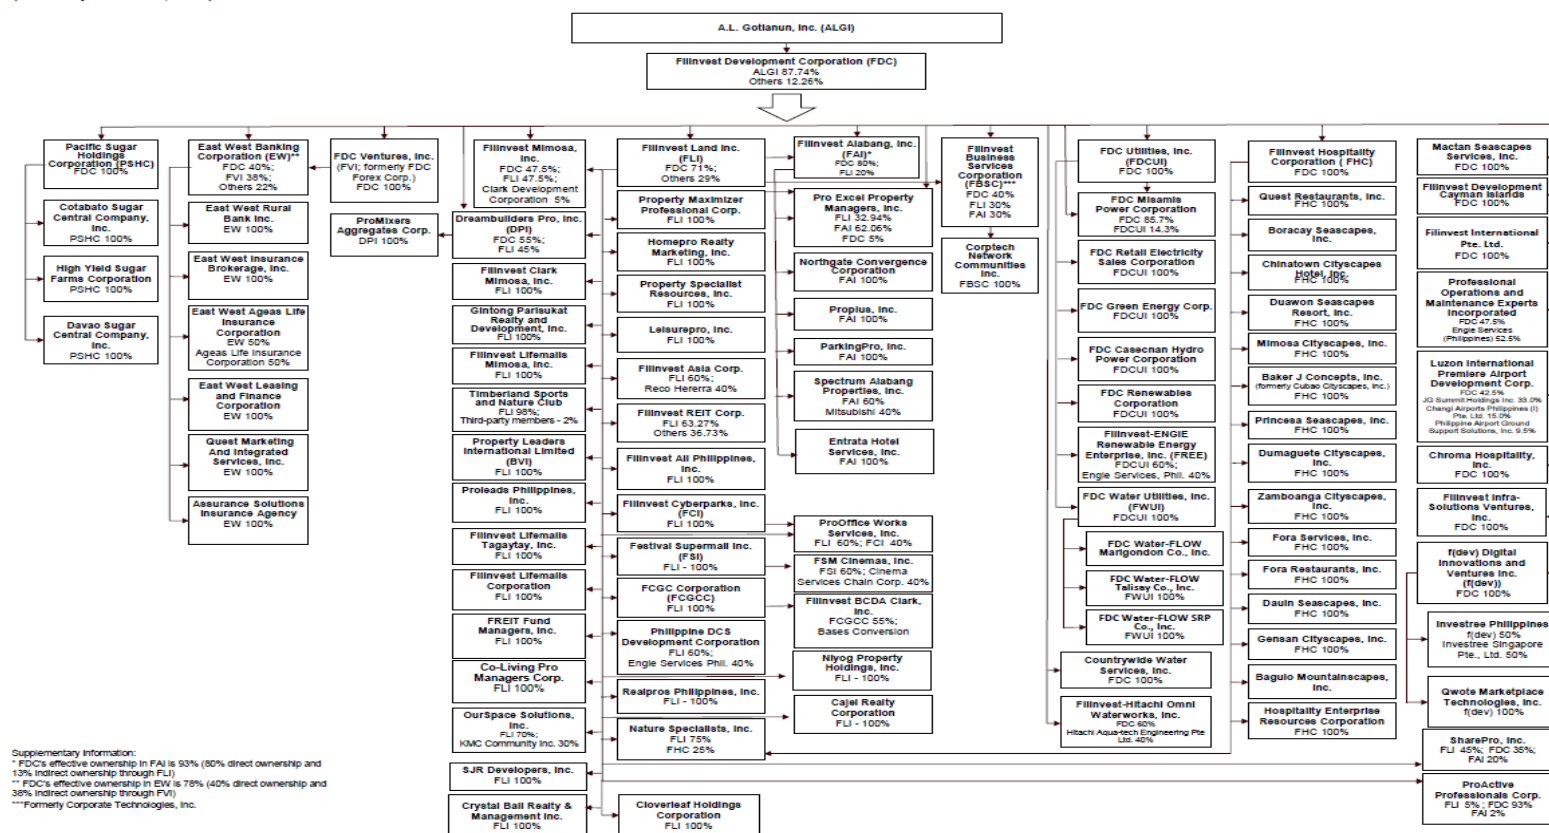 A.L. Gotianun, Inc. (ALGI)
Filinvest Development Corporation (FDC)
ALGI 87.74%
Others 12.26%
Pacific Sugar
Holdings
Corporation (PSHC)
FDC 100%
Cotabato Sugar
Central Company,
Inc.
PSHC 100%
High Yield Sugar
Farms Corporation
PSHC 100%
Davao Sugar
Central Company,
Inc.
PSHC 100%
East West Banking
Corporation (EW)**
FDC 40%;
FVI 38%;
Others 22%
East West Rural
Bank Inc.
EW 100%
East West Insurance
Brokerage, Inc.
EW 100%
East West Ageas Life
Insurance
Corporation
EW 50%
Ageas Life Insurance
Corporation 50%
East West Leasing
and Finance
Corporation
EW 100%
Quest Marketing
And Integrated
Services, Inc.
EW 100%
Assurance Solutions
Insurance Agency
EW 100%
FDC Ventures, Inc.
(FVI; formerly FDC
Forex Corp.)
FDC 100%
ProMixers
Aggregates Corp.
DPI 100%
Filinvest Mimosa,
Inc.
FDC 47.5%;
FLI 47.5%;
Clark Development
Corporation 5%
Dreambuilders Pro, Inc.
(DPI)
FDC 55%;
FLI 45%
Filinvest Clark
Mimosa, Inc.
FLI 100%
Gintong Parisukat
Realty and
Development, Inc.
FLI 100%
Filinvest Lifemalls
Mimosa, Inc.
FLI 100%
Timberland Sports
and Nature Club
FLI 98%;
Third-party members - 2%
Property Leaders
International Limited
(BVI)
FLI 100%
Proleads Philippines,
Inc.
FLI 100%
Filinvest Lifemalls
Tagaytay, Inc.
FLI 100%
Filinvest Lifemalls
Corporation
FLI 100%
FREIT Fund
Managers, Inc.
FLI 100%
Co-Living Pro
Managers Corp.
FLI 100%
OurSpace Solutions,
Inc.
FLI 70%;
KMC Community Inc. 30%
SJR Developers, Inc.
FLI 100%
Crystal Ball Realty &
Management Inc.
FLI 100%
Filinvest Land Inc.
(FLI)
FDC 71%
Others 29%
Property Maximizer
Professional Corp.
FLI 100%
Homepro Realty
Marketing, Inc.
FLI 100%
Property Specialist
Resources, Inc.
FLI 100%
Leisurepro, Inc.
FLI 100%
Filinvest Asia Corp.
FLI 60%;
Reco Hererra 40%
Filinvest REIT Corp.
FLI 63.27%
Others 36.73%
Filinvest All Philippines,
Inc.
FLI 100%
Filinvest Cyberparks, Inc.
(FCI)
FLI 100%
Festival Supermall Inc.
(FSI)
FLI - 100%
FCGC Corporation
(FCGCC)
FLI 100%
Philippine DCS
Development Corporation
FLI 60%;
Engie Services Phil. 40%
Realpros Philippines, Inc.
FLI - 100%
Nature Specialists, Inc.
FLI 75%
FHC 25%
Cloverleaf Holdings
Corporation
FLI 100%
Filinvest Alabang, Inc.
(FAI)*
FDC 80%;
FLI 20%
Pro Excel Property
Managers, Inc.
FLI 32.94%
FAI 62.06%
FDC 5%
Northgate Convergence
Corporation
FAI 100%
Proplus, Inc.
FAI 100%
ParkingPro, Inc.
FAI 100%
Spectrum Alabang
Properties, Inc.
FAI 60%
Mitsubishi 40%
Entrata Hotel
Services, Inc.
FAI 100%
ProOffice Works
Services, Inc.
FLI 60%; FCI 40%
FSM Cinemas, Inc.
FSI 60%; Cinema
Services Chain Corp. 40%
Filinvest BCDA Clark,
Inc.
FCGCC 55%;
Bases Conversion
Niyog Property
Holdings, Inc.
FLI - 100%
Cajel Realty
Corporation
FLI - 100%
Filinvest
Business
Services
Corporation
(FBSC)***
FDC 40%
FLI 30%
FAI 30%
Corptech
Network
Communities
Inc.
FBSC 100%
FDC Utilities, Inc.
(FDCUI)
FDC 100%
FDC Misamis
Power Corporation
FDC 85.7%
FDCUI 14.3%
FDC Retail Electricity
Sales Corporation
FDCUI 100%
FDC Green Energy Corp.
FDCUI 100%
FDC Casecnan Hydro
Power Corporation
FDCUI 100%
FDC Renewables
Corporation
FDCUI 100%
Filinvest-ENGIE
Renewable Energy
Enterprise, Inc. (FREE)
FDCUI 60%;
Engie Services, Phil. 40%
FDC Water Utilities, Inc.
(FWUI)
FDCUI 100%
FDC Water-FLOW
Marigondon Co., Inc.
FDC Water-FLOW
Talisay Co., Inc.
FWUI 100%
FDC Water-FLOW SRP
Co., Inc.
FWUI 100%
Countrywide Water
Services, Inc.
FDC 100%
Filinvest-Hitachi Omni
Waterworks, Inc.
FDC 60%
Hitachi Aqua-tech Engineering Pte
Ltd. 40%
Filinvest Hospitality
Corporation ( FHC)
FDC 100%
Quest Restaurants, Inc.
FHC 100%
Boracay Seascapes,
Inc.
Chinatown Cityscapes
Hotel, Inc.
FHC 100%
Duawon Seascapes
Resort, Inc.
FHC 100%
Mimosa Cityscapes, Inc.
FHC 100%
Baker J Concepts, Inc.
(formerly Cubao Cityscapes, Inc.)
FHC 100%
Princesa Seascapes, Inc.
FHC 100%
Dumaguete Cityscapes,
Inc.
FHC 100%
Zamboanga Cityscapes,
Inc.
FHC 100%
Fora Services, Inc.
FHC 100%
Fora Restaurants, Inc.
FHC 100%
Dauin Seascapes, Inc.
FHC 100%
Gensan Cityscapes, Inc.
FHC 100%
Baguio Mountainscapes,
Inc.
Hospitality Enterprise
Resources Corporation
FHC 100%
Mactan Seascapes
Services, Inc.
FDC 100%
Filinvest Development
Cayman Islands
FDC 100%
Filinvest International
Pte. Ltd.
FDC 100%
Professional
Operations and
Maintenance Experts
Incorporated
FDC 47.5%
Engie Services
(Philippines) 52.5%
Luzon International
Premiere Airport
Development Corp.
FDC 42.5%
JG Summit Holdings Inc. 33.0%
Changi Airports Philippines (I)
Pte. Ltd. 15.0%
Philippine Airport Ground
Support Solutions, Inc. 9.5%
Chroma Hospitality,
Inc.
FDC 100%
Filinvest Infra-
Solutions Ventures,
Inc.
FDC 100%
f(dev) Digital
Innovations and
Ventures Inc.
(f(dev))
FDC 100%
Investree Philippines
f(dev) 50%
Investree Singapore
Pte., Ltd. 50%
Qwote Marketplace
Technologies, Inc.
f(dev) 100%
SharePro, Inc.
FLI 45%; FDC 35%;
FAI 20%
ProActive
Professionals Corp.
FLI 5% ; FDC 93%
FAI 2%
Supplementary Information:
* FDC's effective ownership in FAI is 93% (80% direct ownership and
13% indirect ownership through FLI)
** FDC's effective ownership in EW is 78% (40% direct ownership and
38% indirect ownership through FVI)
***Formerly Corporate Technologies, Inc.